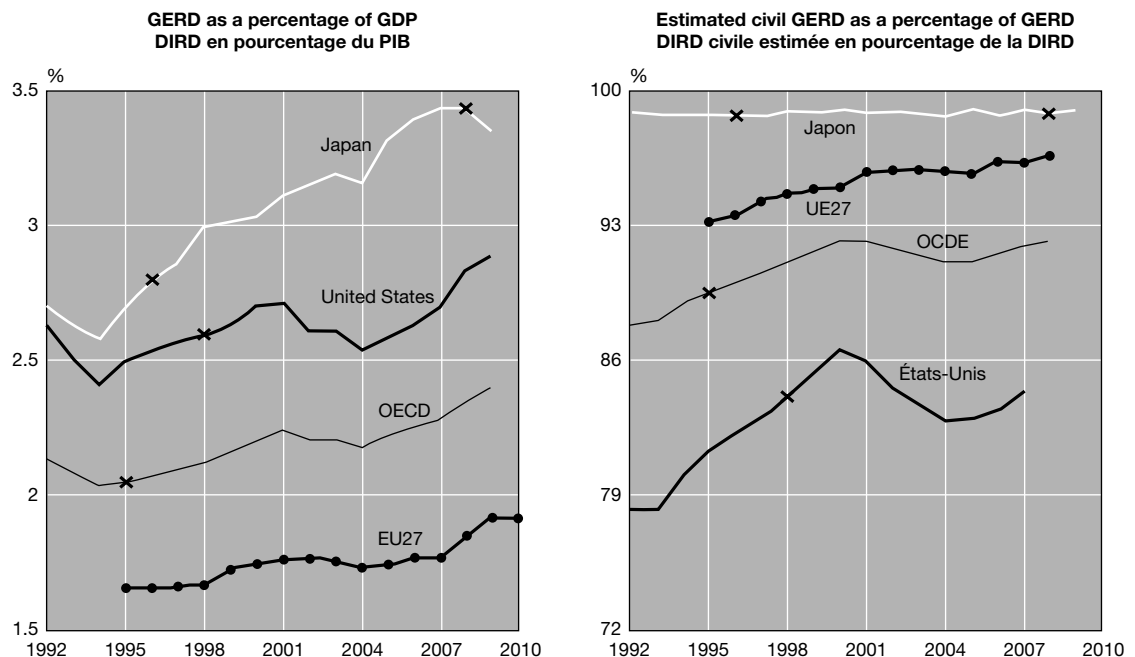 GERD as a percentage of GDP
DIRD en pourcentage du PIB
%
3.5
3
2.5
2
1.5
Japan
United States
OECD
EU27
1992 1995 1998 2001 2004 2007 2010
Estimated civil GERD as a percentage of GERD
DIRD civile estimée en pourcentage de la DIRD
%
100
93
86
79
72
Japon
UE27
OCDE
États-Unis
1992 1995 1998 2001 2004 2007 2010